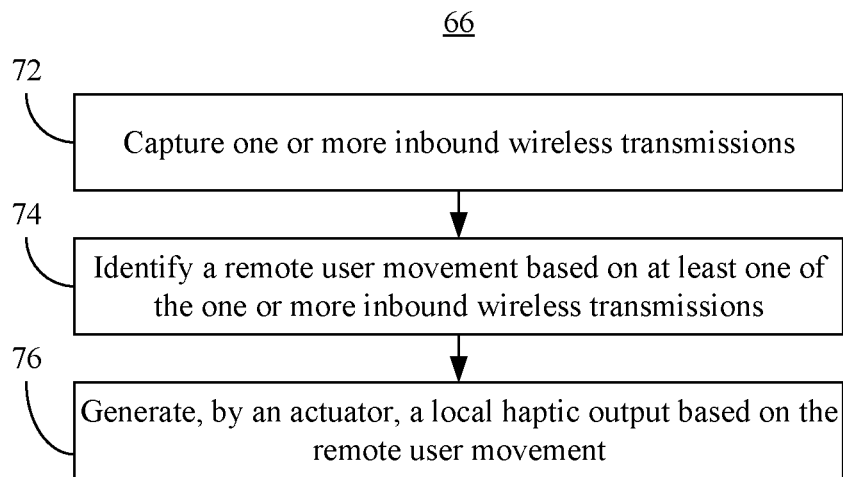 66
72
Capture one or more inbound wireless transmissions
74
Identify a remote user movement based on at least one of
the one or more inbound wireless transmissions
76
Generate, by an actuator, a local haptic output based on the
remote user movement